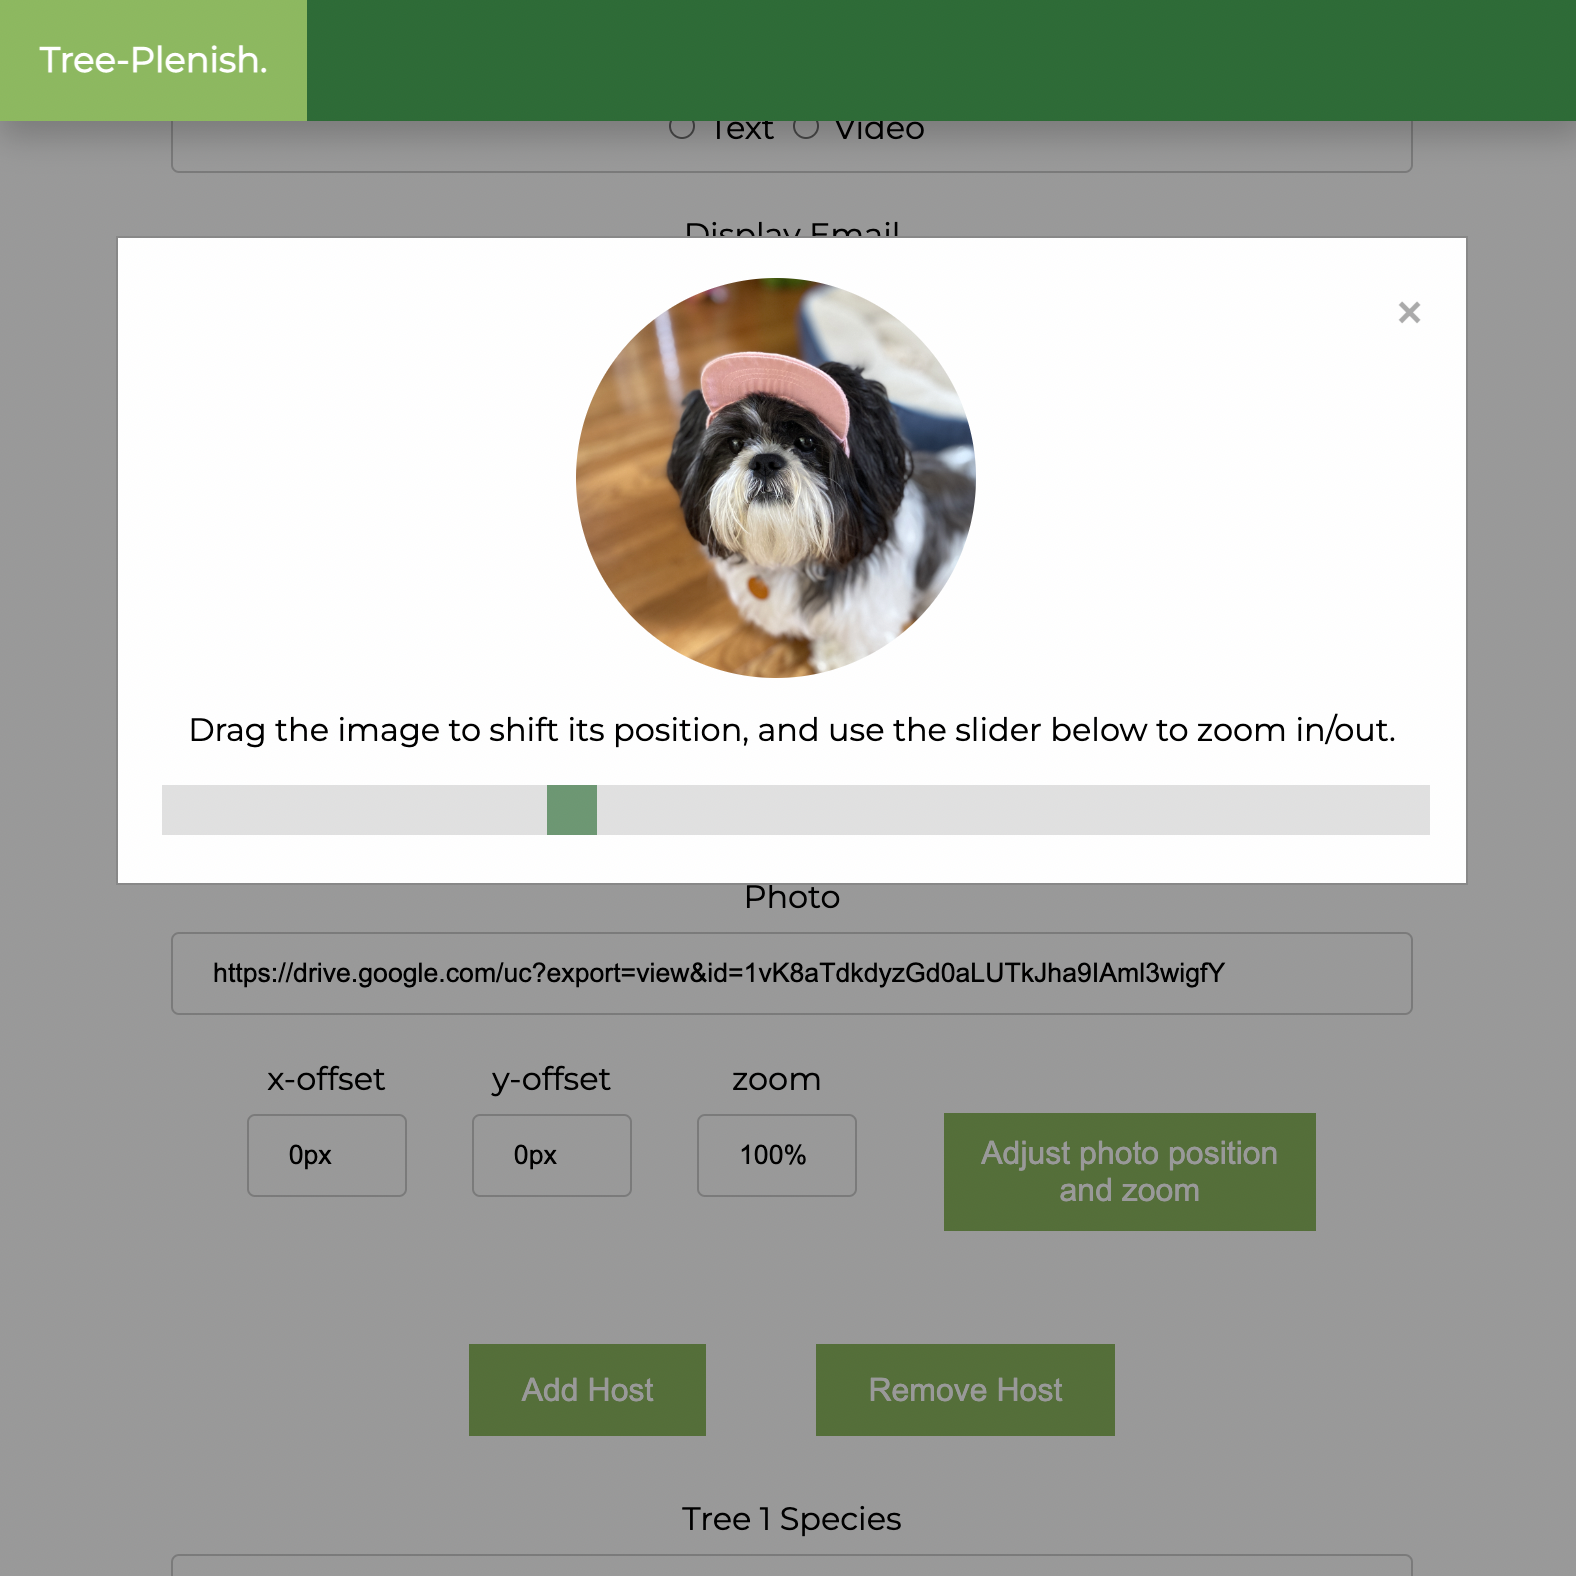 Tree-Plenish.
Text Video
Display Email
×
Drag the image to shift its position, and use the slider below to zoom in/out.
Photo
https://drive.google.com/uc?export=view&id=1vK8aTdkdyzGd0aLUTkJha9IAml3wigfY
x-offset y-offset zoom
0px 0px 100%
Adjust photo position
and zoom
Add Host Remove Host
Tree 1 Species